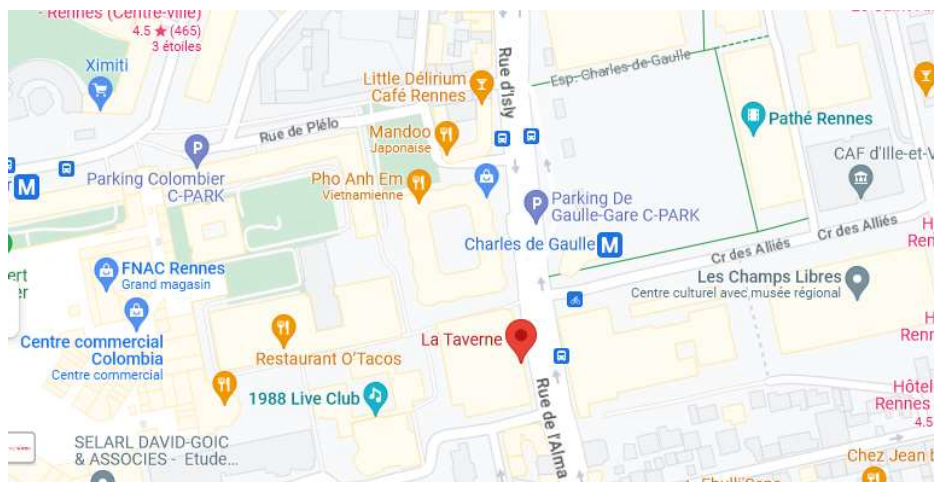 - Rennes (Centre-ville)
4.5 ★ (465)
3 étoiles
Ximiti
Little Délirium
Café Rennes
Rue d'Isly
Esp. Charles de Gaulle
Pathé Rennes
Rue de Plélo
Mandoo
Japonaise
P
Parking Colombier
C-PARK
M
Pho Anh Em
Vietnamienne
CAF d'Ille-et-V
P
Parking De
Gaulle-Gare C-PARK
Charles de Gaulle M
Cr des Alliés
Cr des Alliés
FNAC Rennes
Grand magasin
Les Champs Libres
Centre culturel avec musée régional
Centre commercial
Colombia
Centre commercial
La Taverne
Restaurant O'Tacos
1988 Live Club
Rue de l'Alma
Hôtel
Rennes
4.5
SELARL DAVID-GOIC
& ASSOCIES - Etude...
Chez Jean b